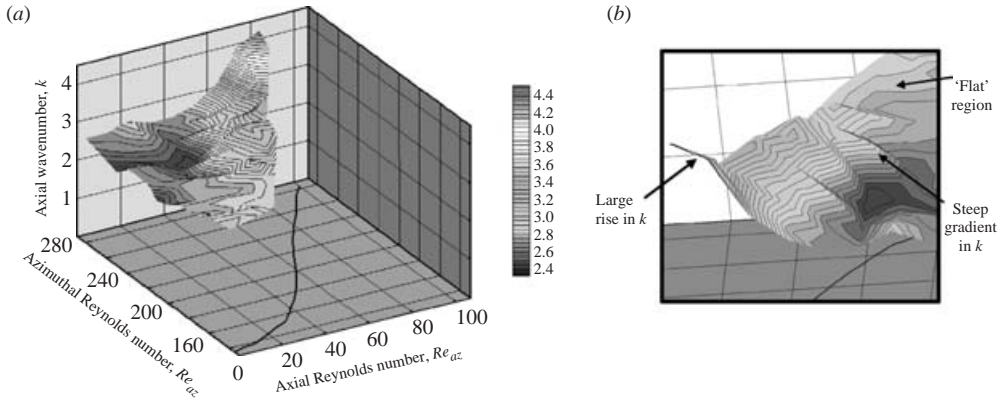 (a)
Axial wavenumber, k
4
3
2
1
280
240
200
160
Azimuthal Reynolds number, Re_az
0
20
40
60
80
100
Axial Reynolds number, Re_az
4.4
4.2
4.0
3.8
3.6
3.4
3.2
3.0
2.8
2.6
2.4
(b)
'Flat'
region
Large
rise in k
Steep
gradient
in k